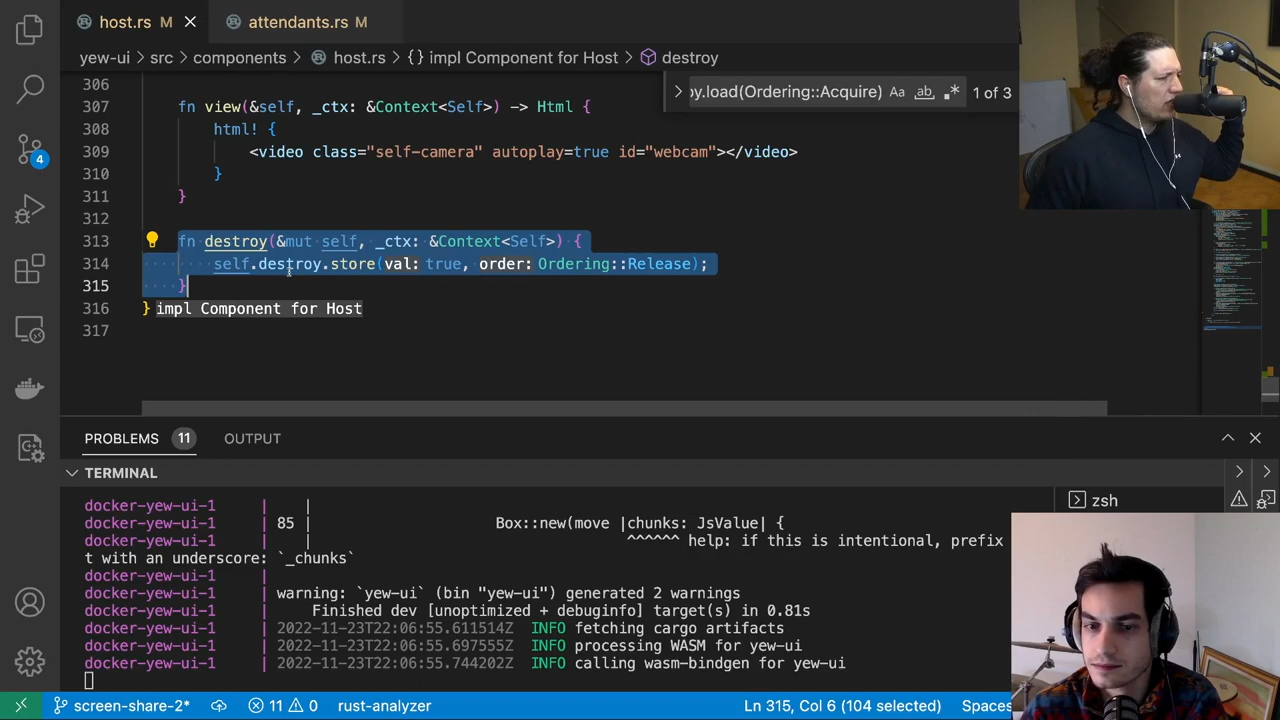 host.rs M
attendants.rs M
yew-ui > src > components > host.rs > {} impl Component for Host > destroy
306
py.load(Ordering::Acquire) Aa ab 1 of 3
307 fn view(&self, _ctx: &Context<Self>) -> Html {
308 html! {
309 <video class="self-camera" autoplay=true id="webcam"></video>
310 }
311 }
312
313 fn destroy(&mut self, _ctx: &Context<Self>) {
314 self.destroy.store(val: true, order: Ordering::Release);
315 }
316 } impl Component for Host
317
4
PROBLEMS 11 OUTPUT
TERMINAL
zsh
docker-yew-ui-1 | |
docker-yew-ui-1 | 85 | Box::new(move |chunks: JsValue| {
docker-yew-ui-1 | | ^^^^^^ help: if this is intentional, prefix
t with an underscore: `_chunks`
docker-yew-ui-1 |
docker-yew-ui-1 | warning: `yew-ui` (bin "yew-ui") generated 2 warnings
docker-yew-ui-1 | Finished dev [unoptimized + debuginfo] target(s) in 0.81s
docker-yew-ui-1 | 2022-11-23T22:06:55.611514Z INFO fetching cargo artifacts
docker-yew-ui-1 | 2022-11-23T22:06:55.697555Z INFO processing WASM for yew-ui
docker-yew-ui-1 | 2022-11-23T22:06:55.744202Z INFO calling wasm-bindgen for yew-ui
screen-share-2* 11 0 rust-analyzer Ln 315, Col 6 (104 selected) Spaces